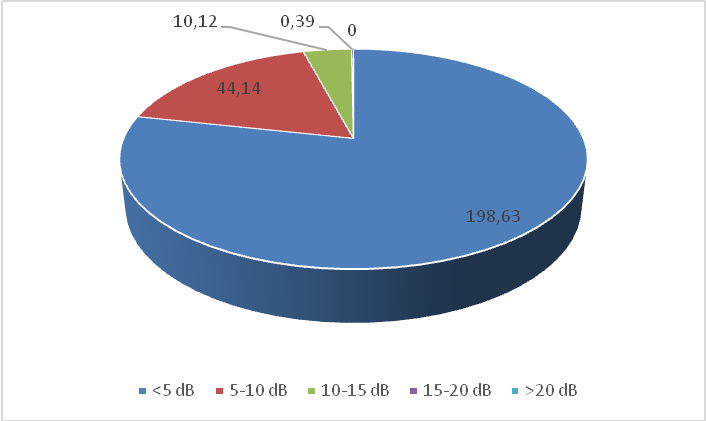 10,12
0,39
0
44,14
198,63
<5 dB
5-10 dB
10-15 dB
15-20 dB
>20 dB